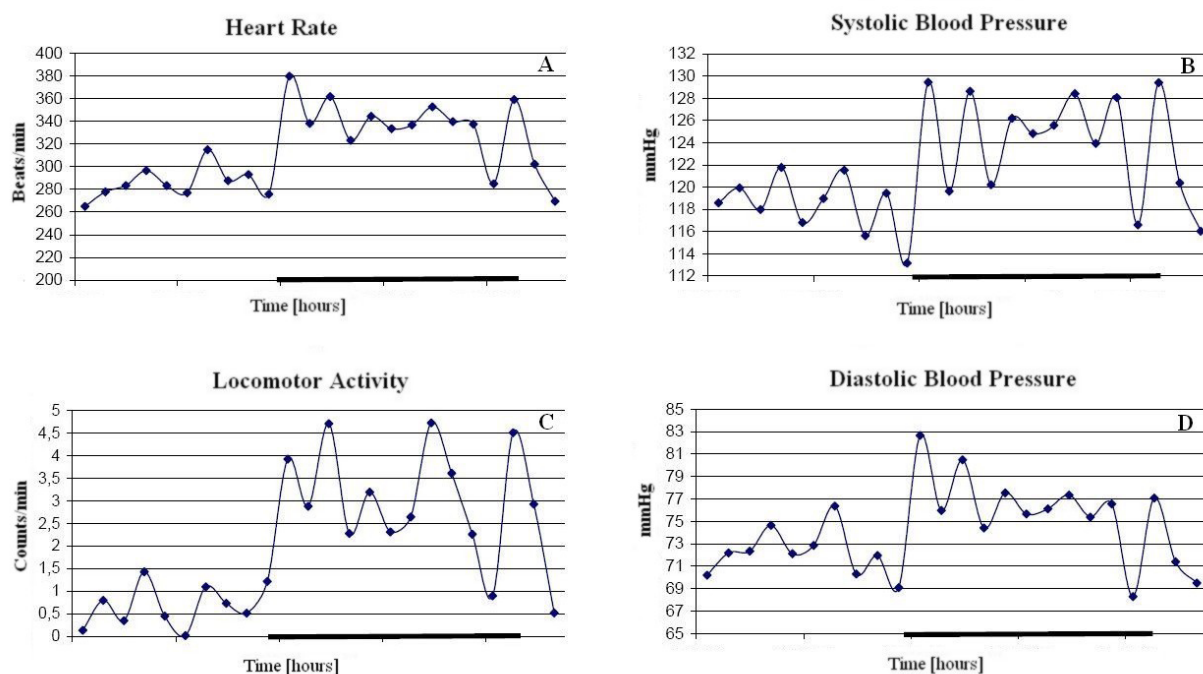 Heart Rate
A
400
380
360
340
320
300
280
260
240
220
200
Beats/min
Time [hours]
Systolic Blood Pressure
B
132
130
128
126
124
122
120
118
116
114
112
mmHg
Time [hours]
Locomotor Activity
C
5
4,5
4
3,5
3
2,5
2
1,5
1
0,5
0
Counts/min
Time [hours]
Diastolic Blood Pressure
D
85
83
81
79
77
75
73
71
69
67
65
mmHg
Time [hours]